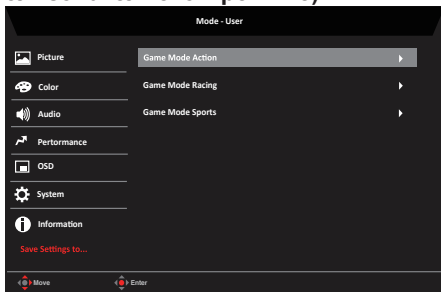 Mode - User
Picture
Game Mode Action
Color
Game Mode Racing
Audio
Game Mode Sports
Pertormance
OSD
System
Information
Save Settings to...
Move Enter